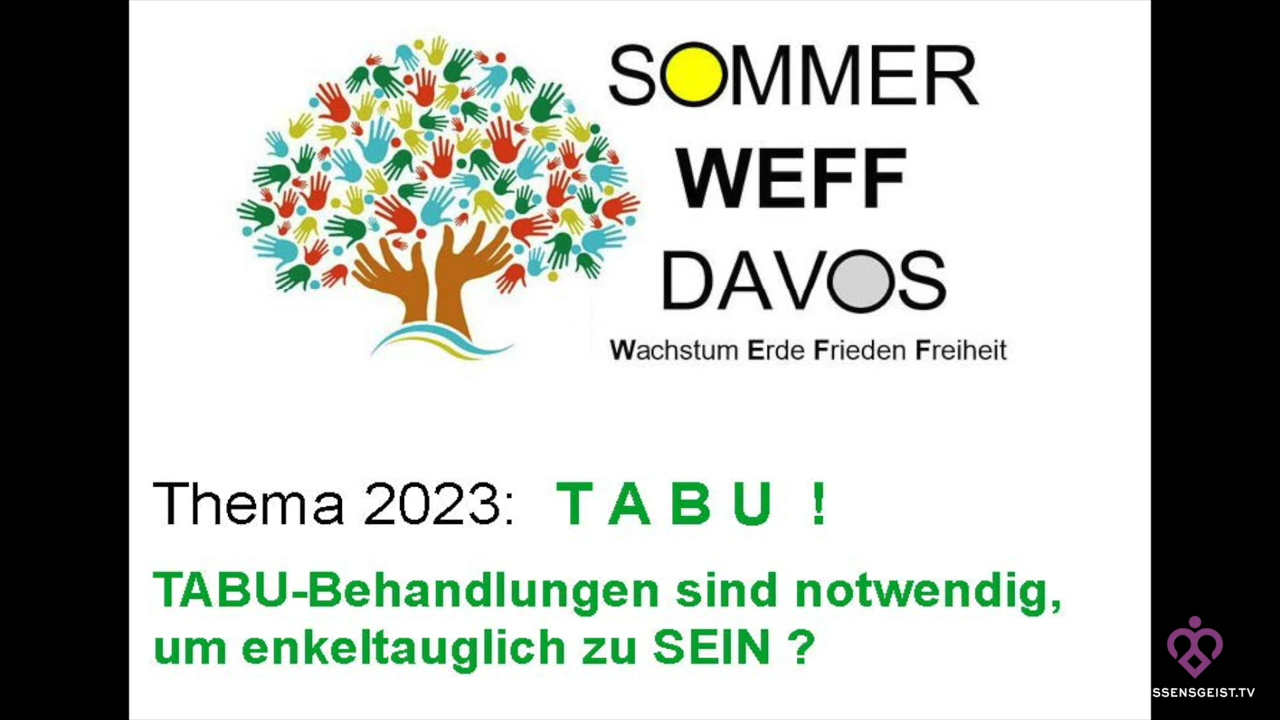 SOMMER
WEFF
DAVOS
Wachstum Erde Frieden Freiheit
Thema 2023: T A B U !
TABU-Behandlungen sind notwendig,
um enkeltauglich zu SEIN ?
SSENSGEIST.TV